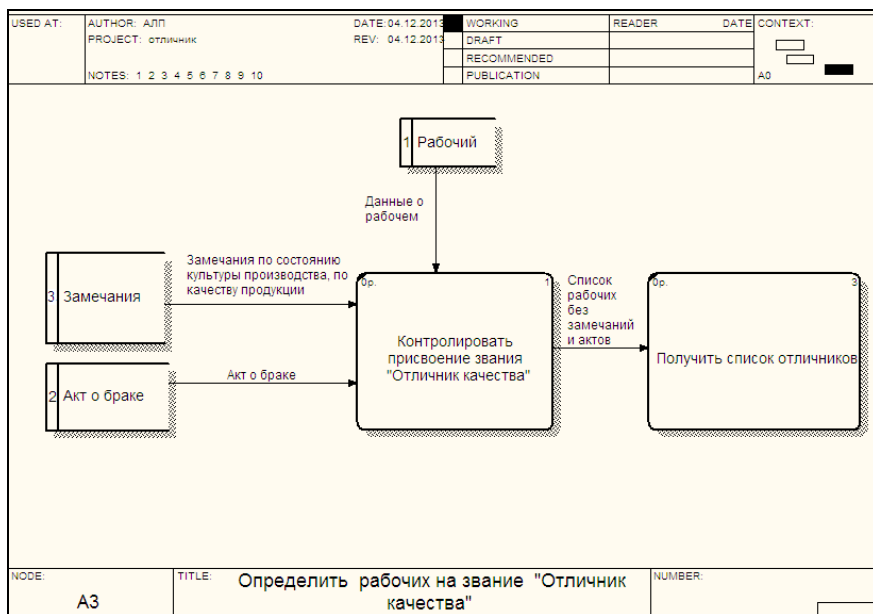 USED AT:
AUTHOR: АЛП
DATE: 04.12.2013
WORKING
READER
DATE
CONTEXT:
PROJECT: отличник
REV: 04.12.2013
DRAFT
RECOMMENDED
NOTES: 1 2 3 4 5 6 7 8 9 10
PUBLICATION
A0
1 Рабочий
Данные о
рабочем
Замечания по состоянию
культуры производства, по
качеству продукции
3 Замечания
0р.
1
Контролировать
присвоение звания
"Отличник качества"
Список
рабочих
без
замечаний
и актов
0р.
3
Получить список отличников
Акт о браке
2 Акт о браке
NODE:
A3
TITLE:
Определить рабочих на звание "Отличник
качества"
NUMBER: